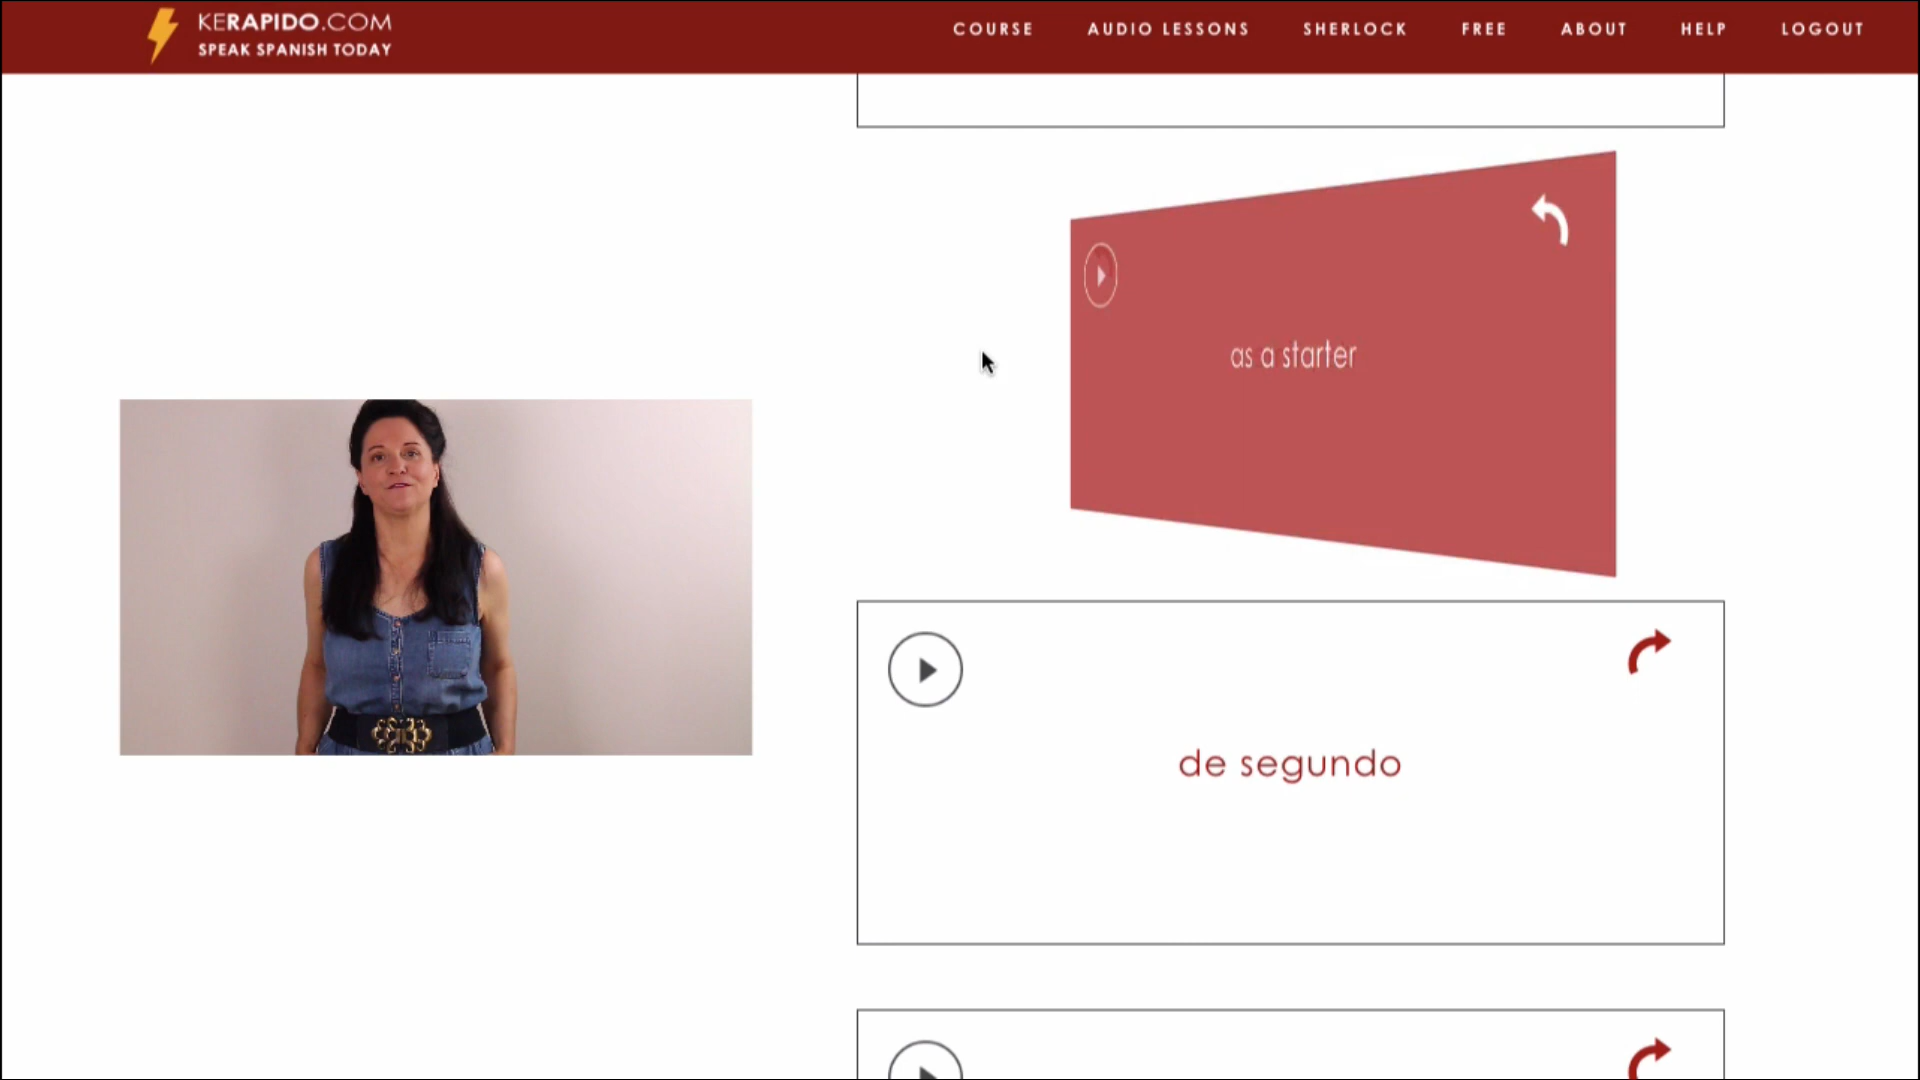 KERAPIDO.COM
SPEAK SPANISH TODAY
COURSE
AUDIO LESSONS
SHERLOCK
FREE
ABOUT
HELP
LOGOUT
as a starter
de segundo